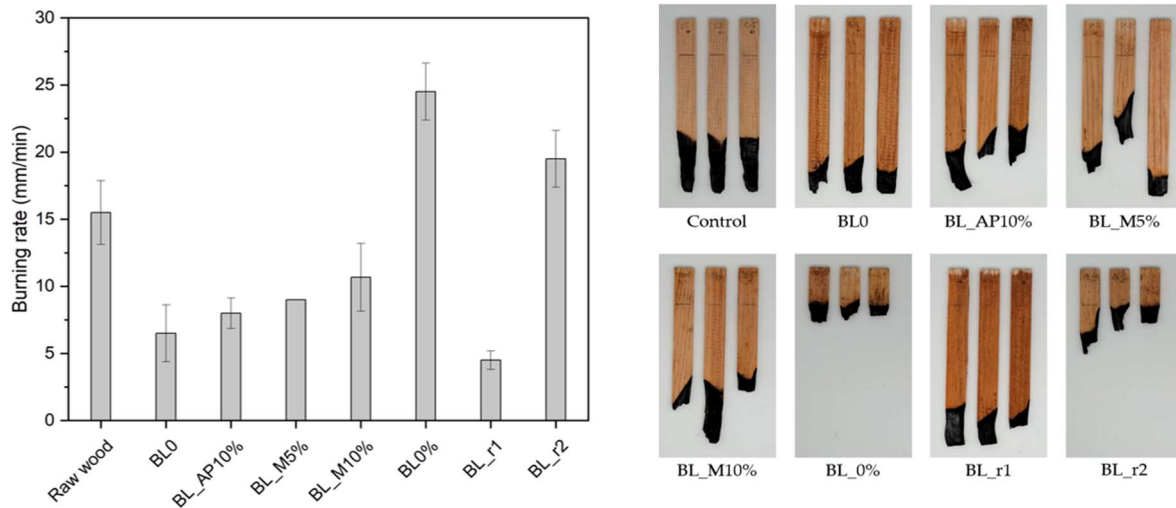 30
25
20
15
10
5
0
Burning rate (mm/min)
Raw wood
BL0
BL_AP10%
BL_M5%
BL_M10%
BL0%
BL_r1
BL_r2
Control
BL0
BL_AP10%
BL_M5%
BL_M10%
BL_0%
BL_r1
BL_r2